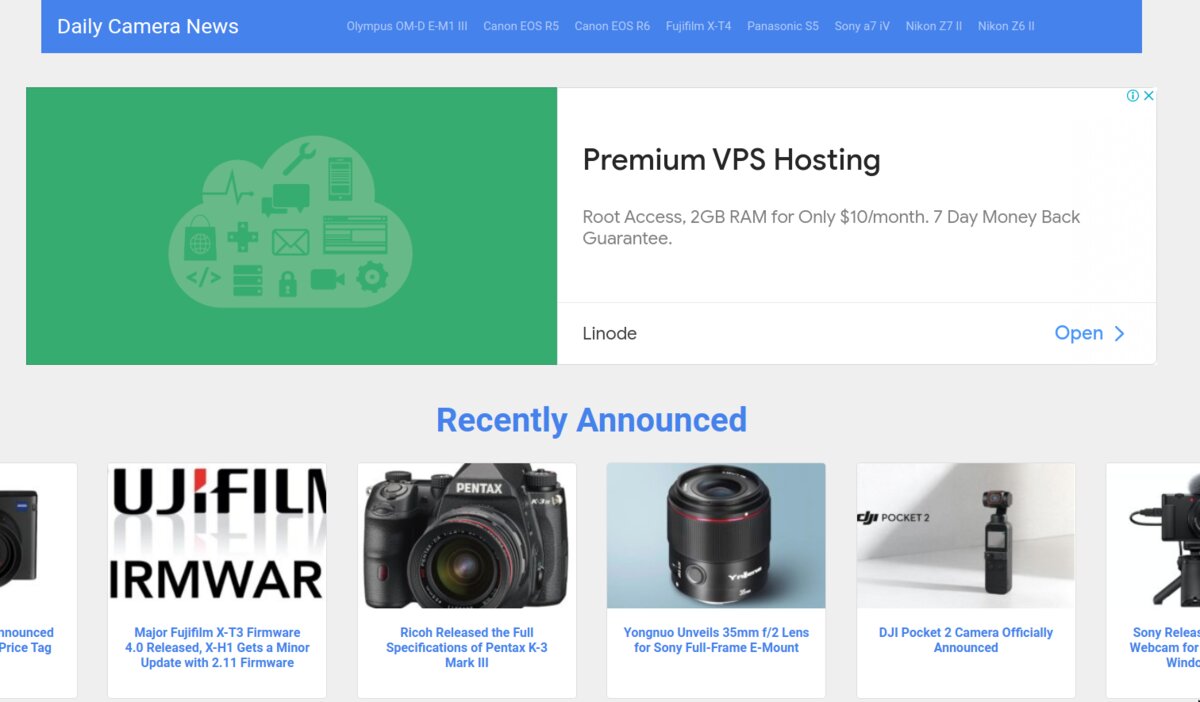 Daily Camera News
Olympus OM-D E-M1 III Canon EOS R5 Canon EOS R6 Fujifilm X-T4 Panasonic S5 Sony a7 iV Nikon Z7 II Nikon Z6 II
Premium VPS Hosting
Root Access, 2GB RAM for Only $10/month. 7 Day Money Back
Guarantee.
Linode
Open
Recently Announced
UJIFILM
IRMWAR
PENTAX
K-3
YnLens
DJI POCKET 2
nnounced
Price Tag
Major Fujifilm X-T3 Firmware
4.0 Released, X-H1 Gets a Minor
Update with 2.11 Firmware
Ricoh Released the Full
Specifications of Pentax K-3
Mark III
Yongnuo Unveils 35mm f/2 Lens
for Sony Full-Frame E-Mount
DJI Pocket 2 Camera Officially
Announced
Sony Releas
Webcam for
Windo